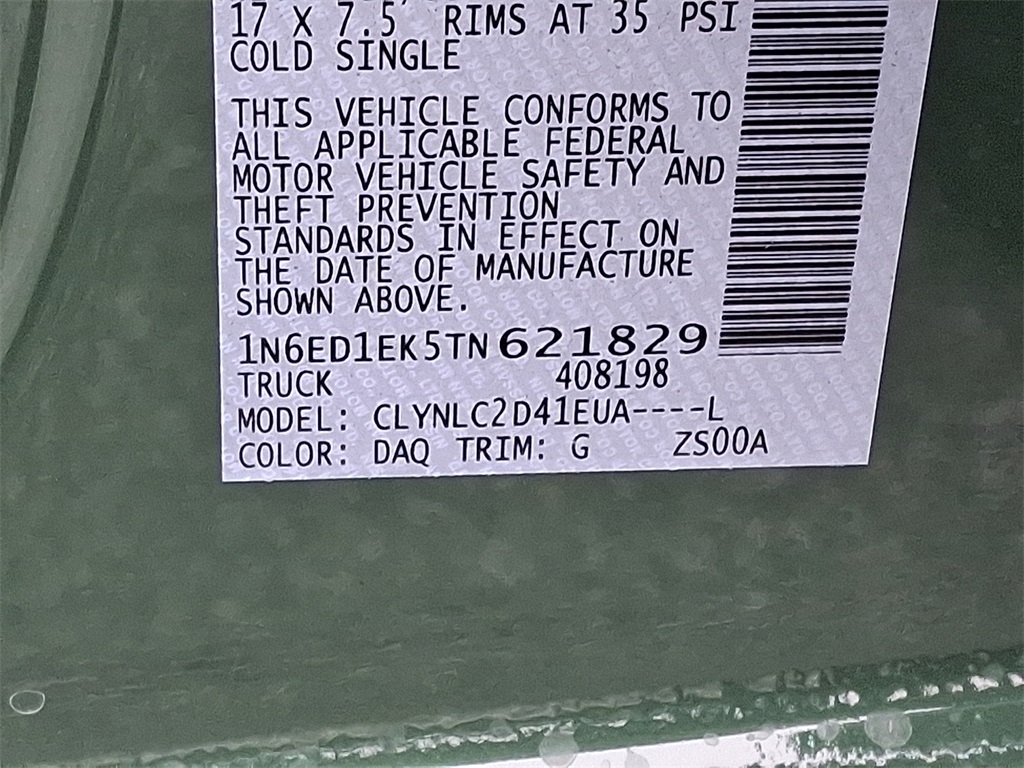 17 X 7.5 RIMS AT 35 PSI
COLD SINGLE
THIS VEHICLE CONFORMS TO
ALL APPLICABLE FEDERAL
MOTOR VEHICLE SAFETY AND
THEFT PREVENTION
STANDARDS IN EFFECT ON
THE DATE OF MANUFACTURE
SHOWN ABOVE.
1N6ED1EK5TN621829
TRUCK 408198
MODEL: CLYNLC2D41EUA----L
COLOR: DAQ TRIM: G ZS00A